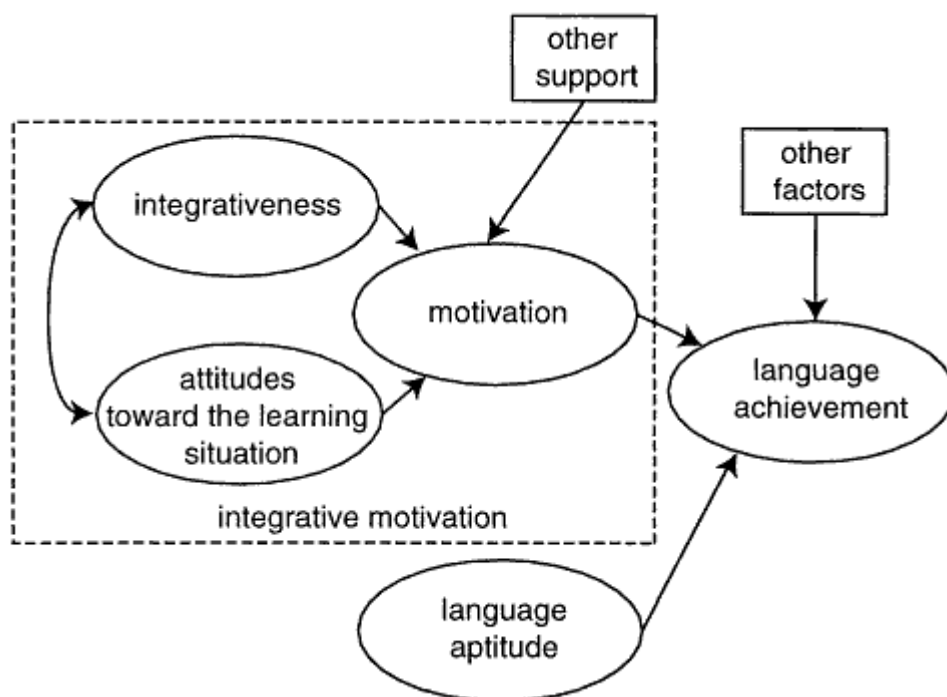 other
support
other
factors
integrativeness
motivation
attitudes
toward the learning
situation
language
achievement
integrative motivation
language
aptitude